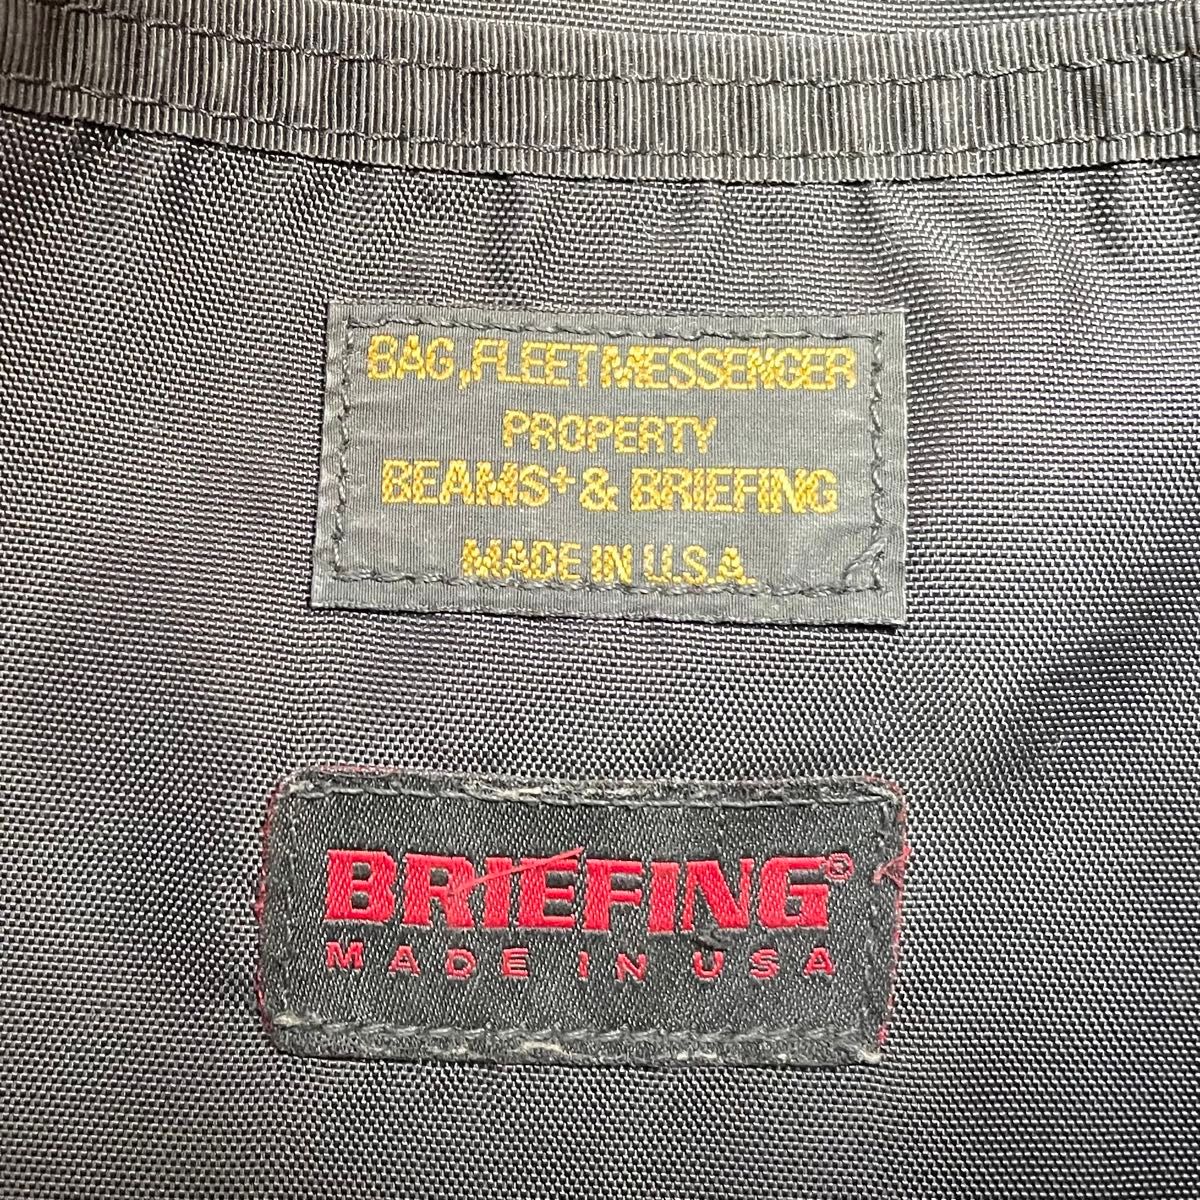 BAG,FLEET MESSENGER
PROPERTY
BEAMS+ & BRIEFING
MADE IN U.S.A.
BRIEFING®
MADE IN USA